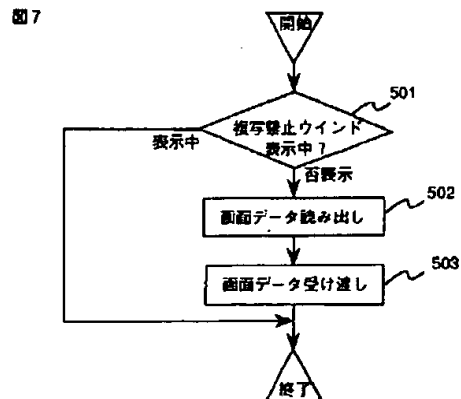 図7
開始
501
複写禁止ウインド
表示中?
表示中
否表示
502
画面データ読み出し
503
画面データ受け渡し
終了